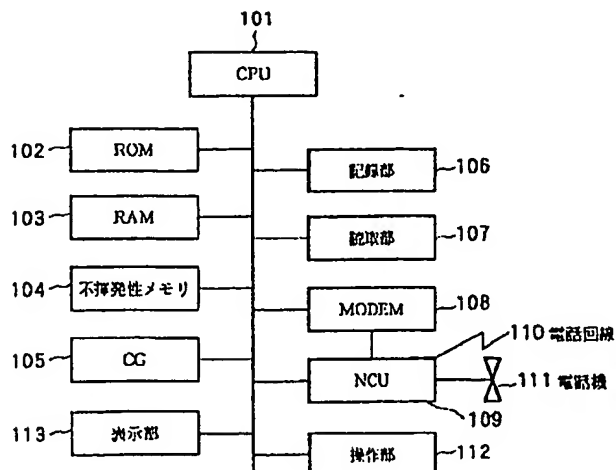 101
CPU
102 ROM
記録部 106
103 RAM
読取部 107
104 不揮発性メモリ
MODEM 108
110 電話回線
105 CG
NCU
111 電話機
109
113 表示部
操作部 112